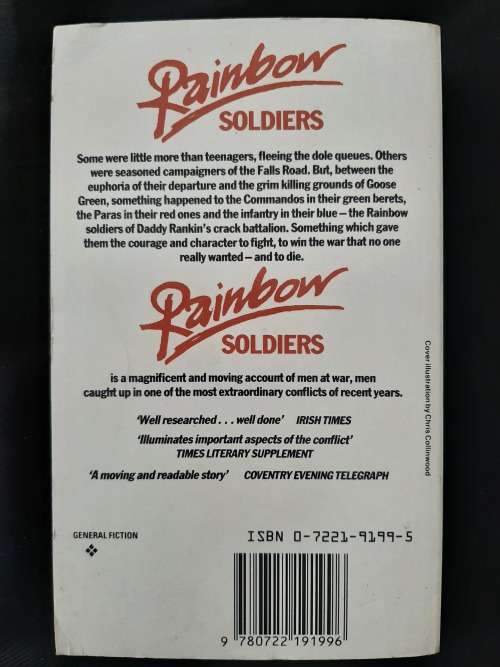 Rainbow
SOLDIERS
Some were little more than teenagers, fleeing the dole queues. Others
were seasoned campaigners of the Falls Road. But, between the
euphoria of their departure and the grim killing grounds of Goose
Green, something happened to the Commandos in their green berets,
the Paras in their red ones and the infantry in their blue – the Rainbow
soldiers of Daddy Rankin's crack battalion. Something which gave
them the courage and character to fight, to win the war that no one
really wanted – and to die.
Rainbow
SOLDIERS
is a magnificent and moving account of men at war, men
caught up in one of the most extraordinary conflicts of recent years.
'Well researched . . . well done' IRISH TIMES
'Illuminates important aspects of the conflict'
TIMES LITERARY SUPPLEMENT
'A moving and readable story' COVENTRY EVENING TELEGRAPH
Cover illustration by Chris Collinwood
GENERAL FICTION
ISBN 0-7221-9199-5
9 780722 191996